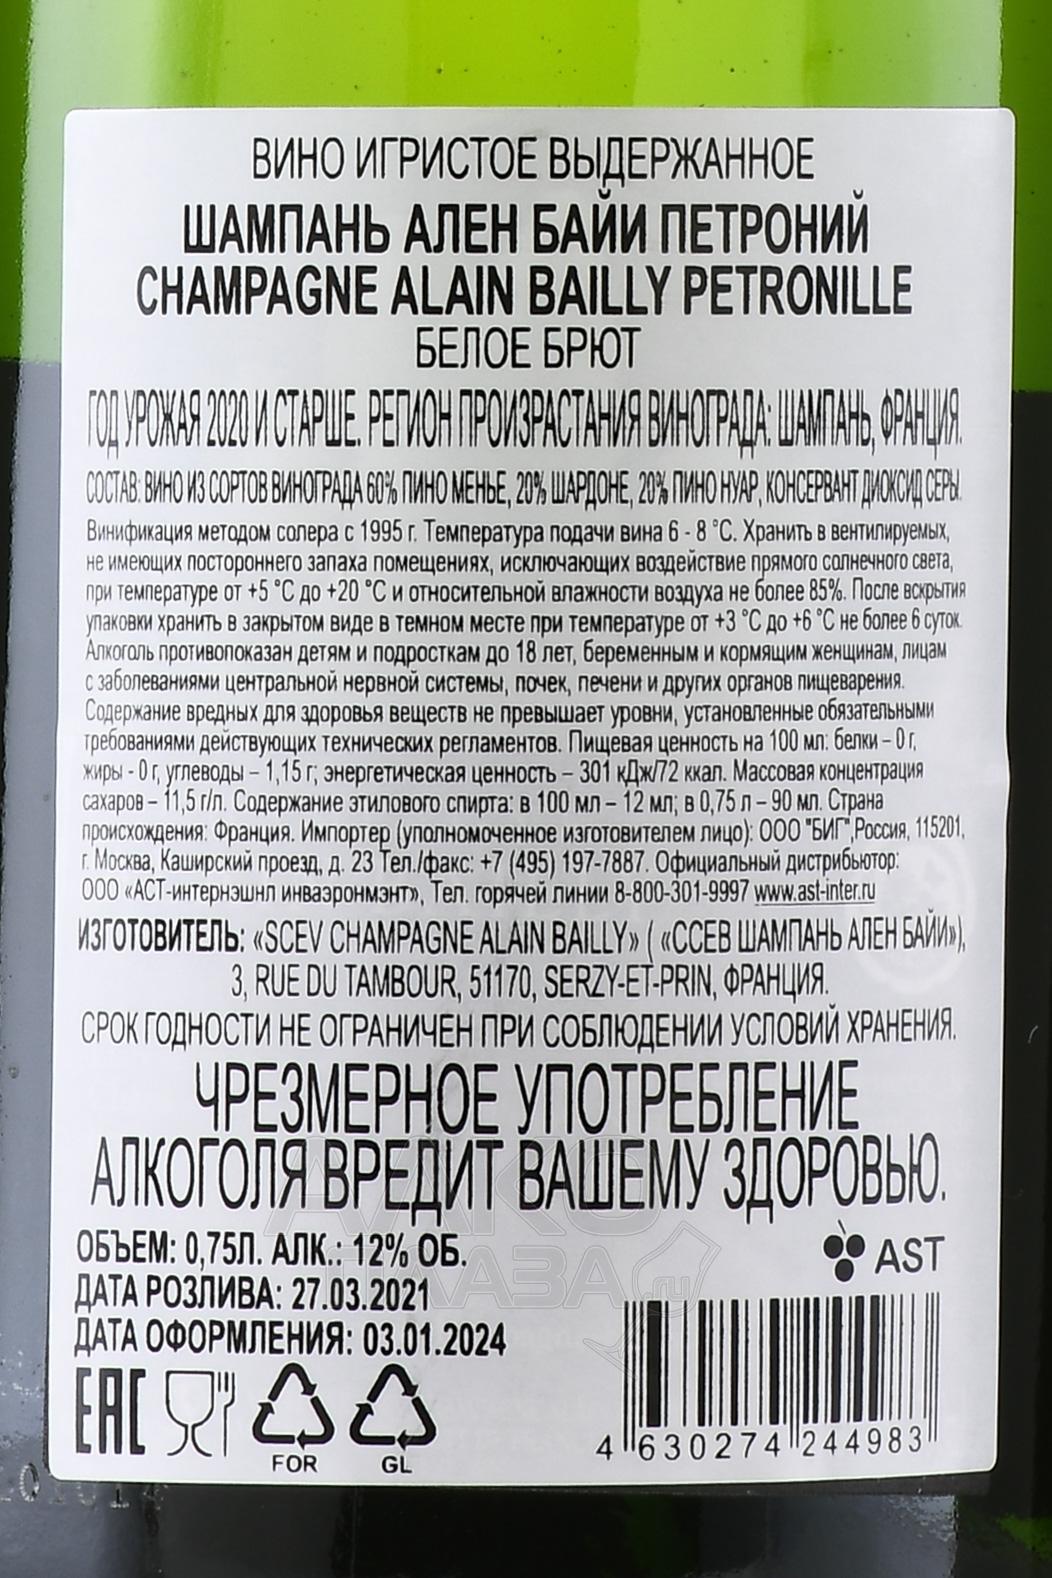 ВИНО ИГРИСТОЕ ВЫДЕРЖАННОЕ
ШАМПАНЬ АЛЕН БАЙИ ПЕТРОНИЙ
CHAMPAGNE ALAIN BAILLY PETRONILLE
БЕЛОЕ БРЮТ
ГОД УРОЖАЯ 2020 И СТАРШЕ. РЕГИОН ПРОИЗРАСТАНИЯ ВИНОГРАДА: ШАМПАНЬ, ФРАНЦИЯ.
СОСТАВ: ВИНО ИЗ СОРТОВ ВИНОГРАДА 60% ПИНО МЕНЬЕ, 20% ШАРДОНЕ, 20% ПИНО НУАР, КОНСЕРВАНТ ДИОКСИД СЕРЫ.
Винификация методом солера с 1995 г. Температура подачи вина 6 - 8 °С. Хранить в вентилируемых,
не имеющих постороннего запаха помещениях, исключающих воздействие прямого солнечного света,
при температуре от +5 °С до +20 °С и относительной влажности воздуха не более 85%. После вскрытия
упаковки хранить в закрытом виде в темном месте при температуре от +3 °С до +6 °С не более 6 суток.
Алкоголь противопоказан детям и подросткам до 18 лет, беременным и кормящим женщинам, лицам
с заболеваниями центральной нервной системы, почек, печени и других органов пищеварения.
Содержание вредных для здоровья веществ не превышает уровни, установленные обязательными
требованиями действующих технических регламентов. Пищевая ценность на 100 мл: белки – 0 г,
жиры - 0 г, углеводы – 1,15 г; энергетическая ценность – 301 кДж/72 ккал. Массовая концентрация
сахаров – 11,5 г/л. Содержание этилового спирта: в 100 мл – 12 мл; в 0,75 л – 90 мл. Страна
происхождения: Франция. Импортер (уполномоченное изготовителем лицо): ООО "БИГ",Россия, 115201,
г. Москва, Каширский проезд, д. 23 Тел./факс: +7 (495) 197-7887. Официальный дистрибьютор:
ООО «АСТ-интернэшнл инваэронмэнт», Тел. горячей линии 8-800-301-9997 www.ast-inter.ru
ИЗГОТОВИТЕЛЬ: «SCEV CHAMPAGNE ALAIN BAILLY» ( «ССЕВ ШАМПАНЬ АЛЕН БАЙИ»),
3, RUE DU TAMBOUR, 51170, SERZY-ET-PRIN, ФРАНЦИЯ.
СРОК ГОДНОСТИ НЕ ОГРАНИЧЕН ПРИ СОБЛЮДЕНИИ УСЛОВИЙ ХРАНЕНИЯ.
ЧРЕЗМЕРНОЕ УПОТРЕБЛЕНИЕ
АЛКОГОЛЯ ВРЕДИТ ВАШЕМУ ЗДОРОВЬЮ.
ОБЪЕМ: 0,75Л. АЛК.: 12% ОБ.
ДАТА РОЗЛИВА: 27.03.2021
ДАТА ОФОРМЛЕНИЯ: 03.01.2024
AST
EAC
FOR
GL
4 630274 244983
АЛКО
ПЛАЗА.ru